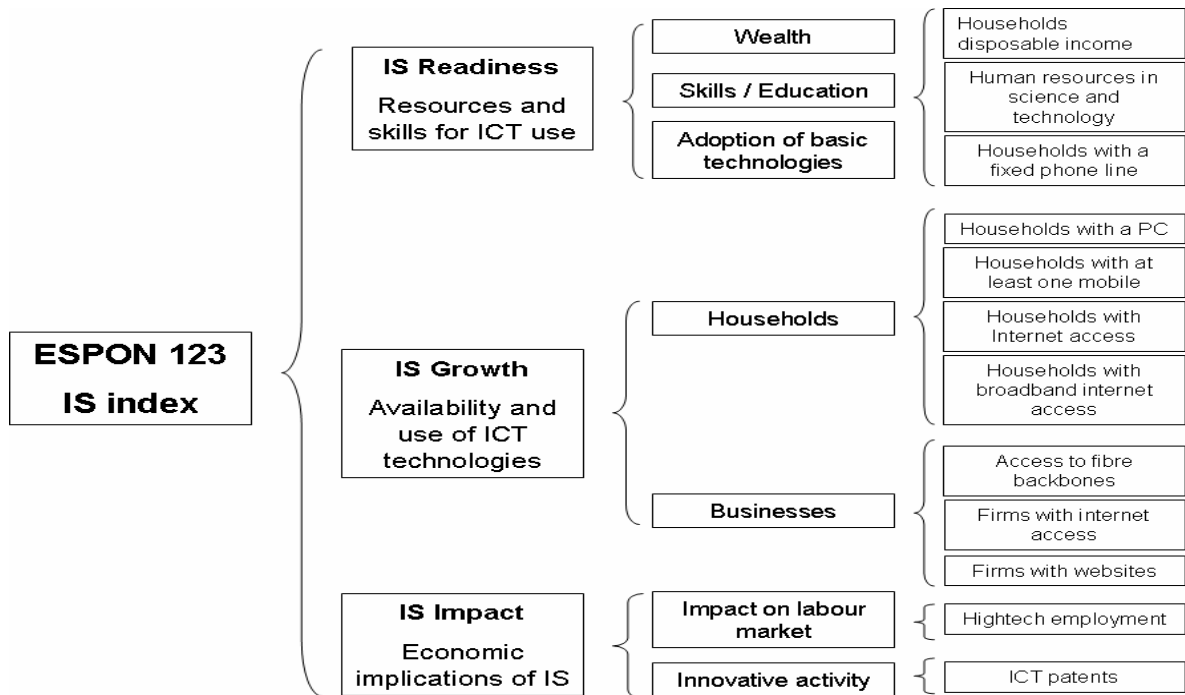 ESPON 123
IS index
IS Readiness
Resources and
skills for ICT use
Wealth
Skills / Education
Adoption of basic
technologies
Households
disposable income
Human resources in
science and
technology
Households with a
fixed phone line
IS Growth
Availability and
use of ICT
technologies
Households
Households with a PC
Households with at
least one mobile
Households with
Internet access
Households with
broadband internet
access
Businesses
Access to fibre
backbones
Firms with internet
access
Firms with websites
IS Impact
Economic
implications of IS
Impact on labour
market
Hightech employment
Innovative activity
ICT patents